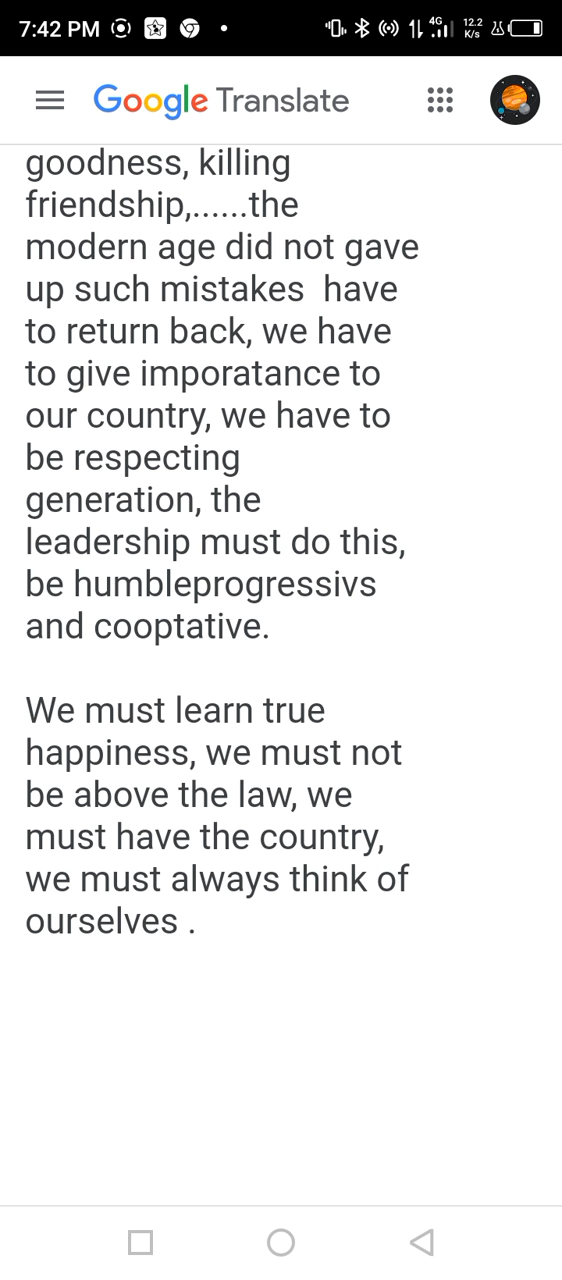 7:42 PM 4G 12.2 K/s
Google Translate
goodness, killing
friendship,......the
modern age did not gave
up such mistakes  have
to return back, we have
to give imporatance to
our country, we have to
be respecting
generation, the
leadership must do this,
be humbleprogressivs
and cooptative.

We must learn true
happiness, we must not
be above the law, we
must have the country,
we must always think of
ourselves .